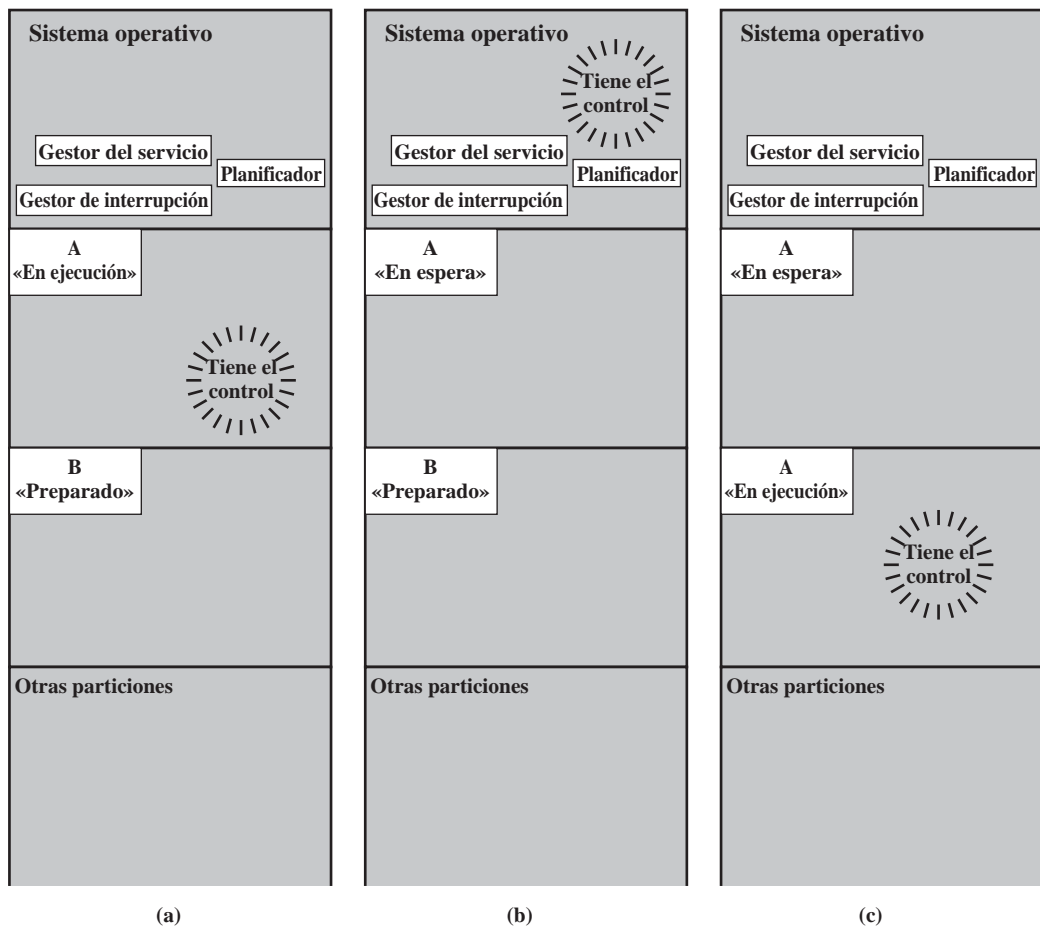 Sistema operativo
Tiene el
control
Gestor del servicio
Planificador
Gestor de interrupción
A
«En ejecución»
Tiene el
control
B
«Preparado»
Otras particiones
(a)
Sistema operativo
Gestor del servicio
Planificador
Gestor de interrupción
A
«En espera»
B
«Preparado»
Otras particiones
(b)
Sistema operativo
Gestor del servicio
Planificador
Gestor de interrupción
A
«En espera»
A
«En ejecución»
Tiene el
control
Otras particiones
(c)